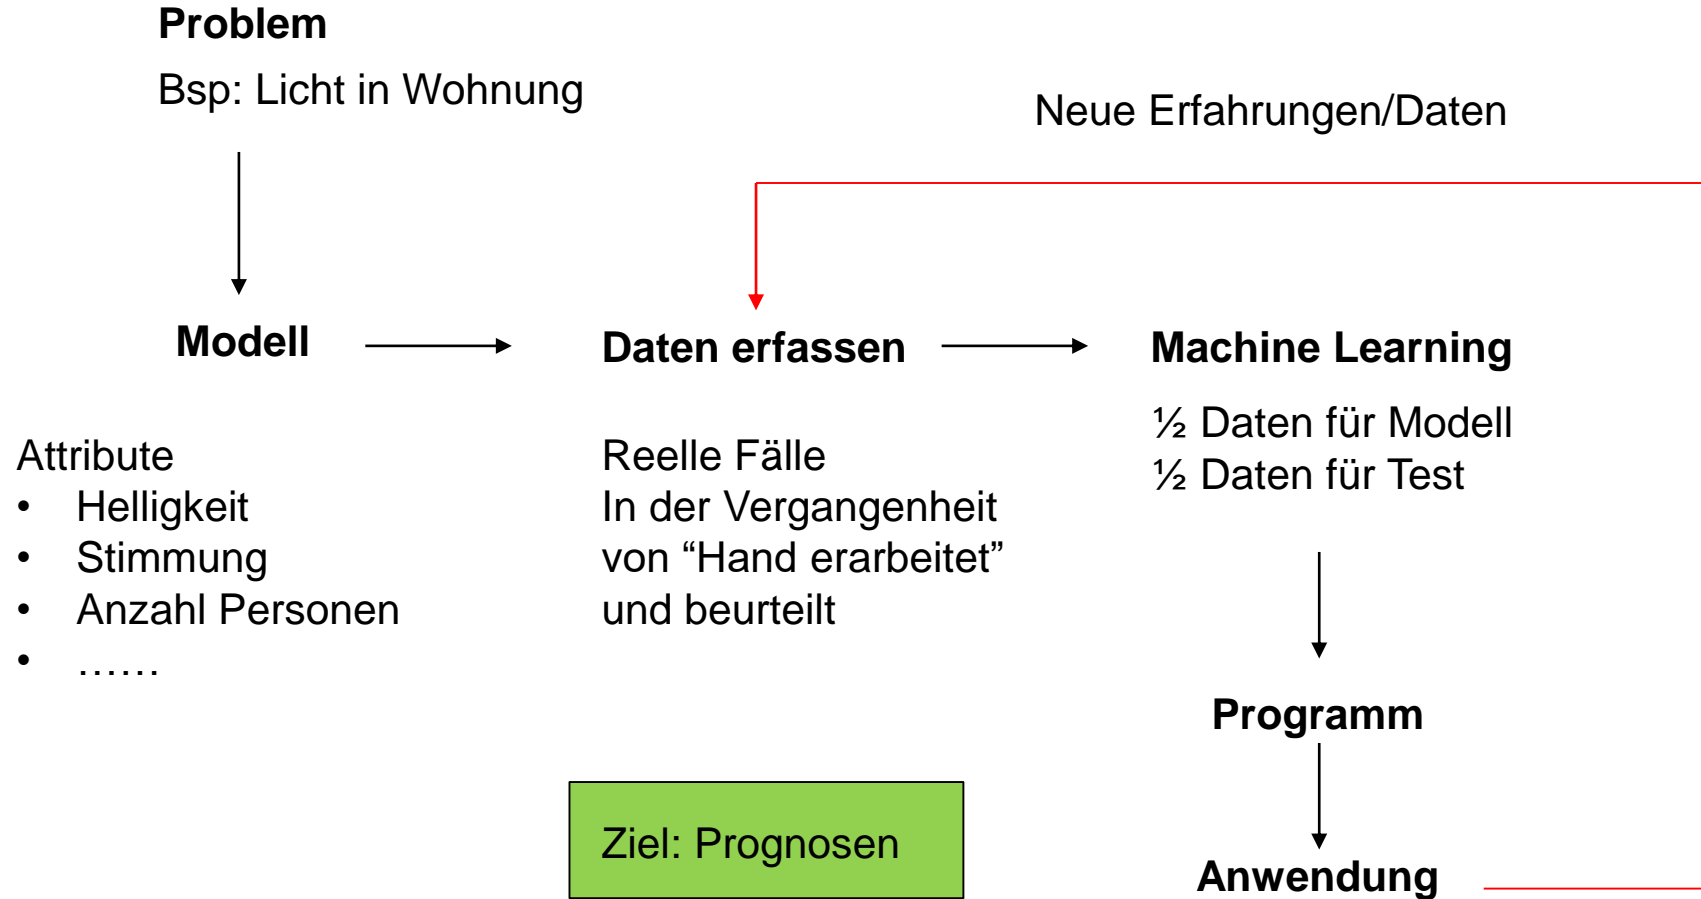 Problem
Bsp: Licht in Wohnung
Neue Erfahrungen/Daten
Modell
Daten erfassen
Machine Learning
Attribute
• Helligkeit
• Stimmung
• Anzahl Personen
• ……
Reelle Fälle
In der Vergangenheit
von “Hand erarbeitet”
und beurteilt
½ Daten für Modell
½ Daten für Test
Programm
Ziel: Prognosen
Anwendung